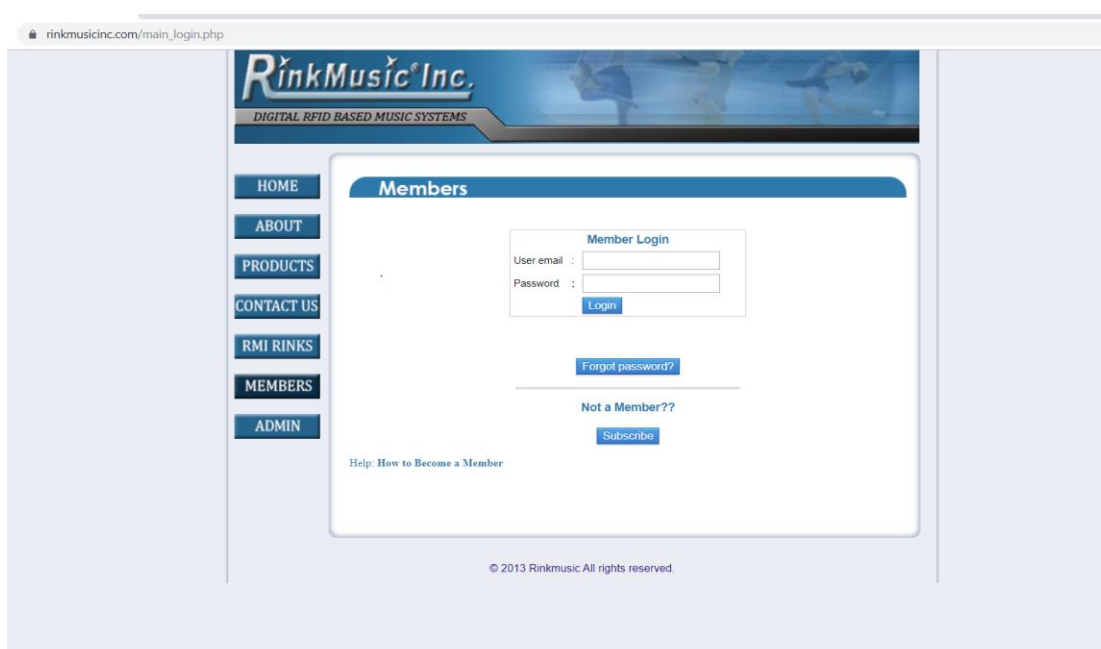 rinkmusicinc.com/main_login.php
RinkMusic® Inc.
DIGITAL RFID BASED MUSIC SYSTEMS
HOME
ABOUT
PRODUCTS
CONTACT US
RMI RINKS
MEMBERS
ADMIN
Members
Member Login
User email :
Password :
Login
Forgot password?
Not a Member??
Subscribe
Help: How to Become a Member
© 2013 Rinkmusic All rights reserved.